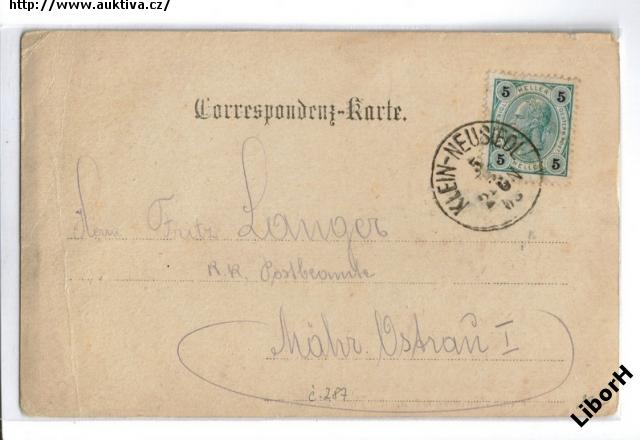 http://www.auktiva.cz/
Correspondenz-Karte.
5 HELLER 5
5 HELLER 5
KLEIN-NEUSIEDL
Herrn Fritz Langer
K. K. Postbeamte
Mähr. Ostrau I
č. 287
LiborH